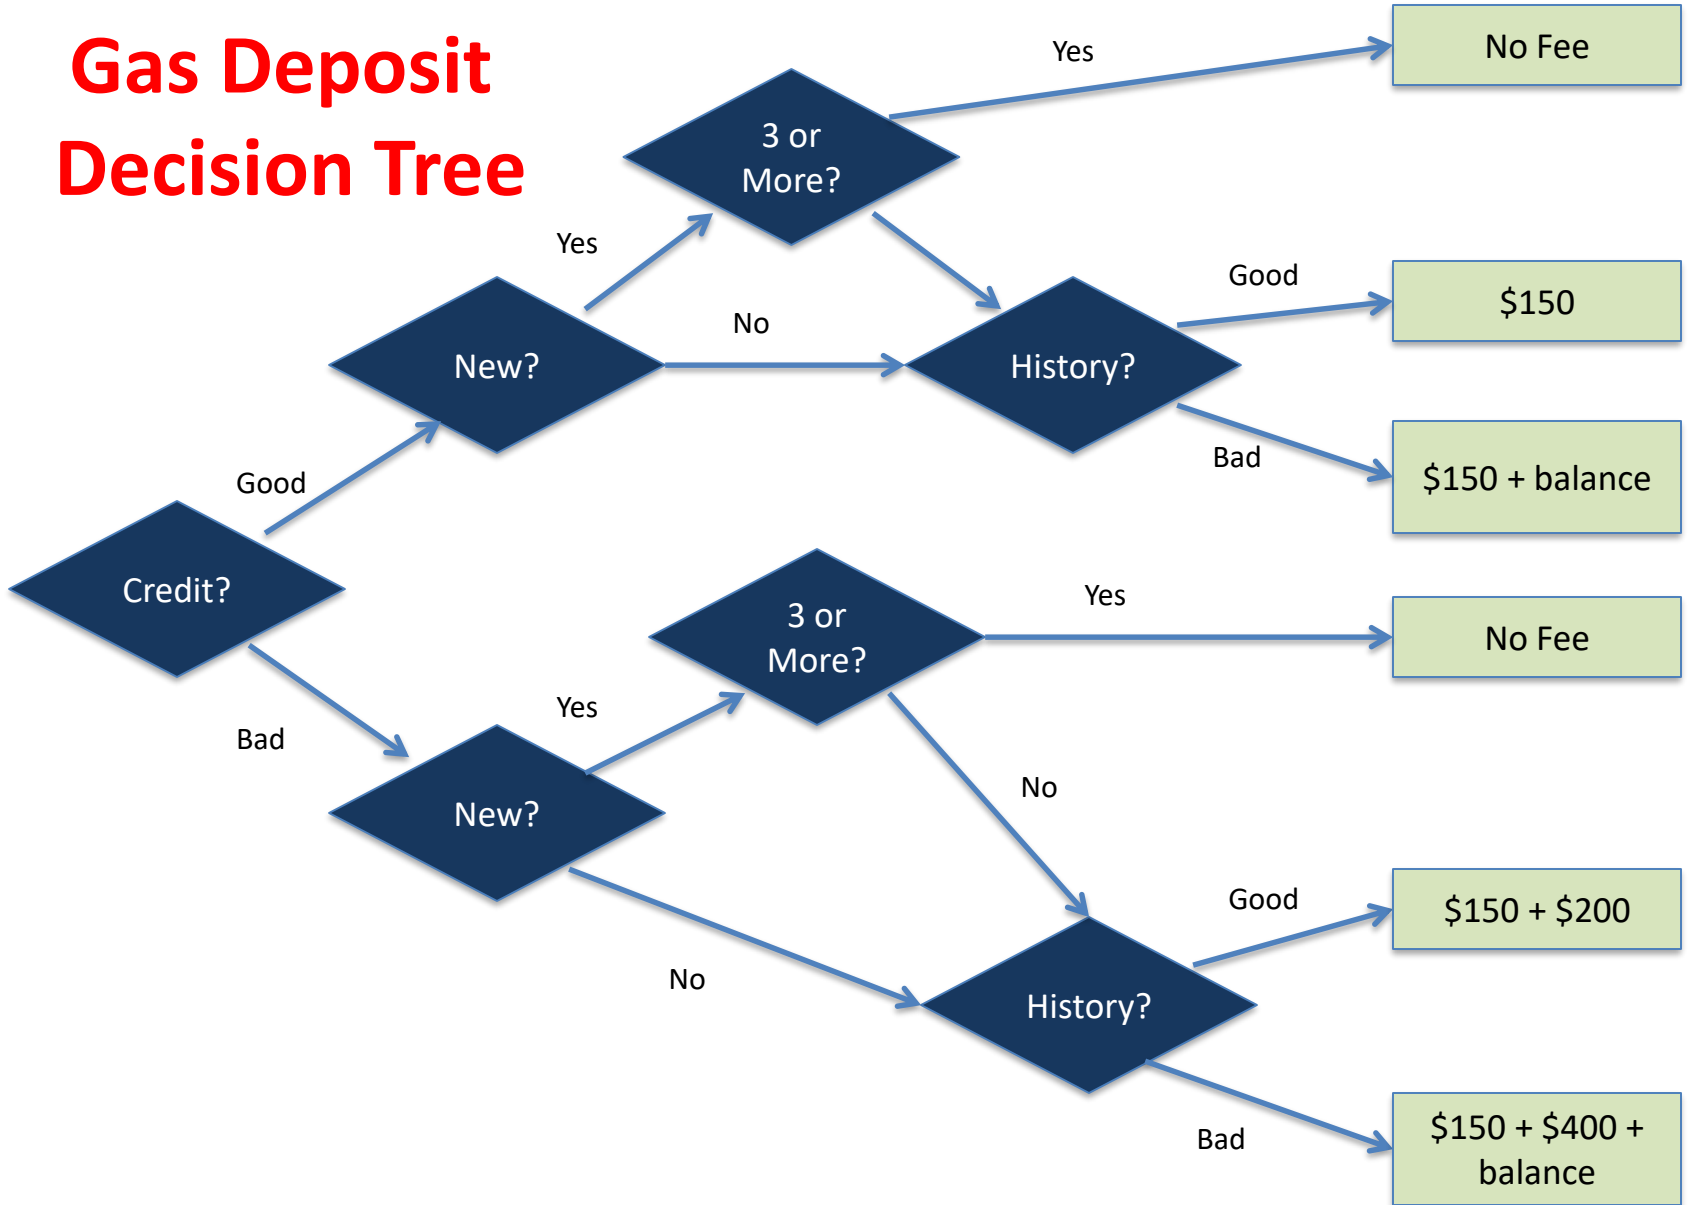 Gas Deposit
Decision Tree
Yes
No Fee
3 or
More?
Yes
Good
$150
No
New?
History?
Bad
$150 + balance
Good
Credit?
3 or
More?
Yes
No Fee
Yes
Bad
No
New?
Good
$150 + $200
No
History?
Bad
$150 + $400 +
balance